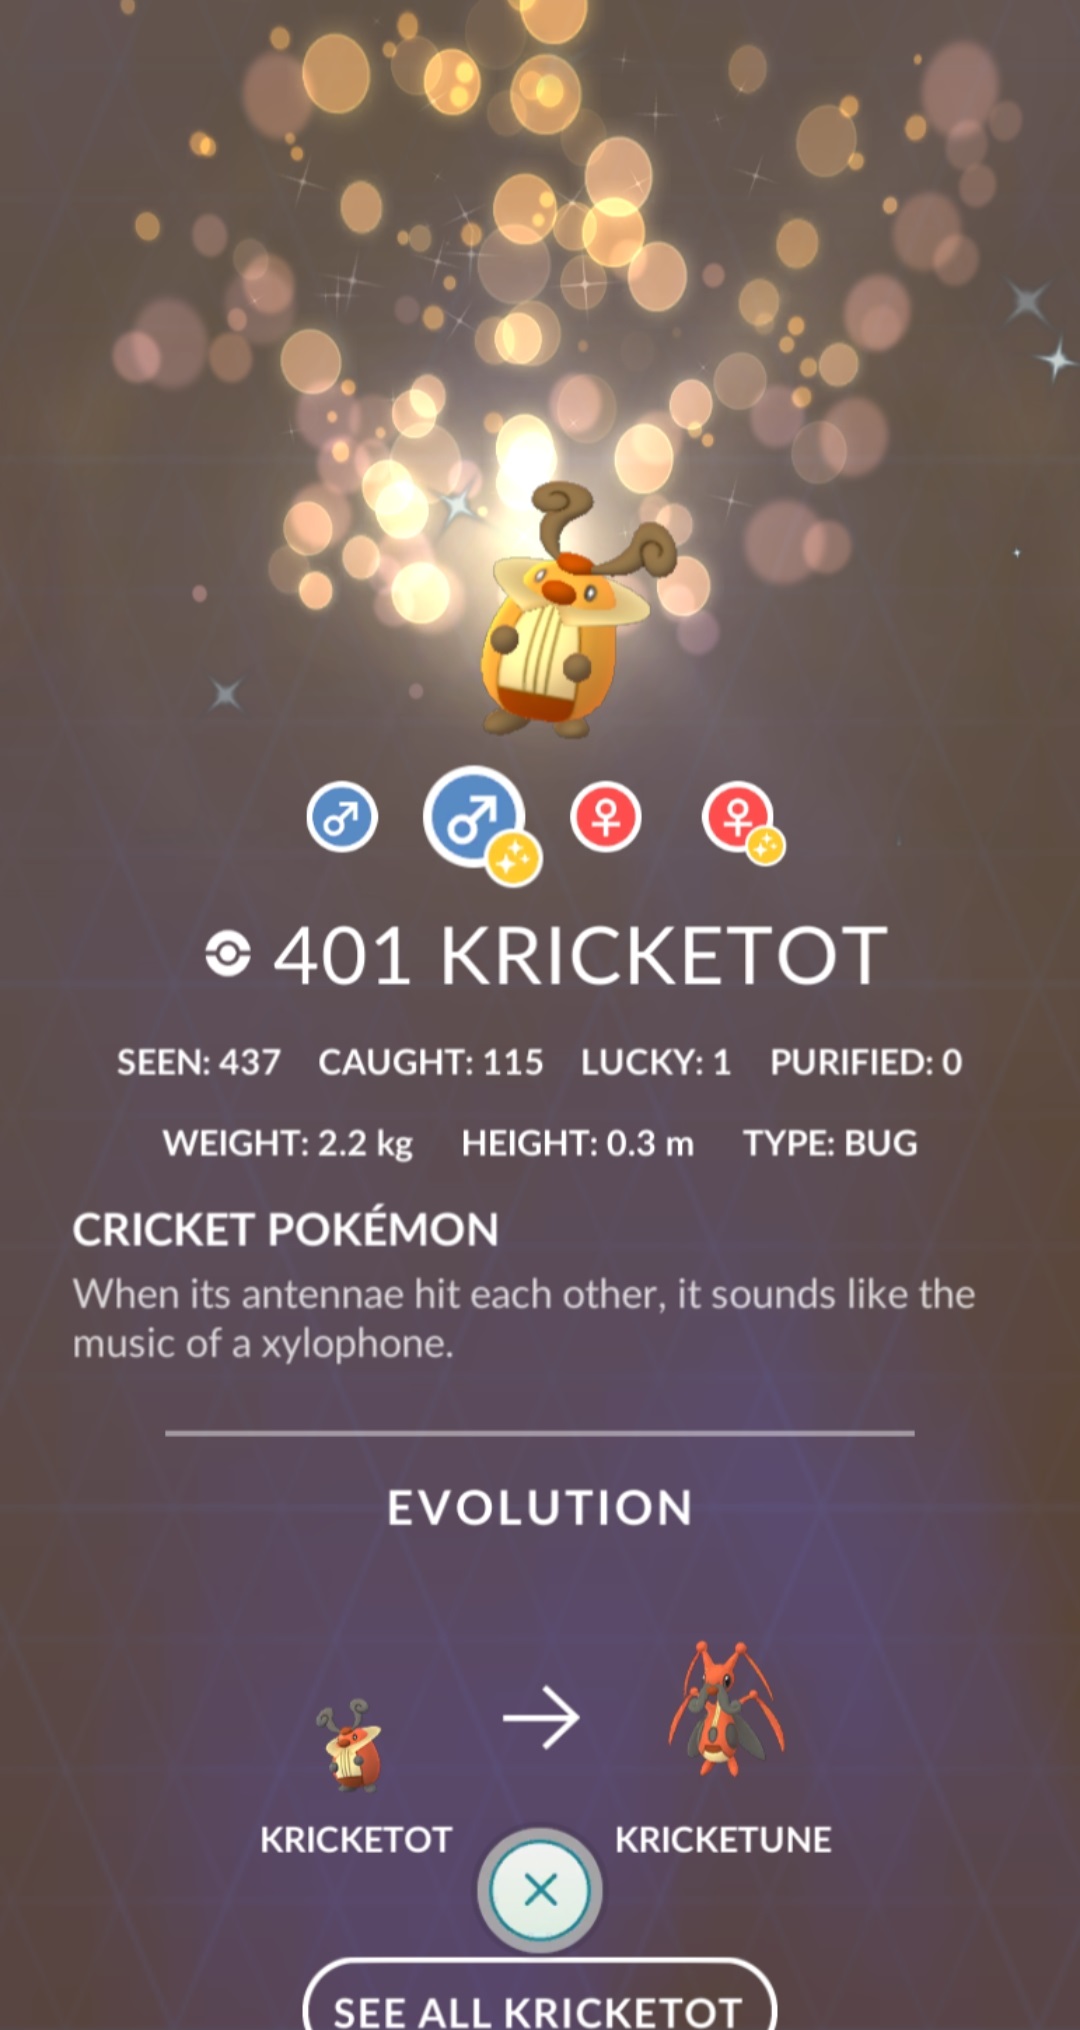 401 KRICKETOT
SEEN: 437 CAUGHT: 115 LUCKY: 1 PURIFIED: 0
WEIGHT: 2.2 kg HEIGHT: 0.3 m TYPE: BUG
CRICKET POKÉMON
When its antennae hit each other, it sounds like the
music of a xylophone.
EVOLUTION
KRICKETOT KRICKETUNE
SEE ALL KRICKETOT